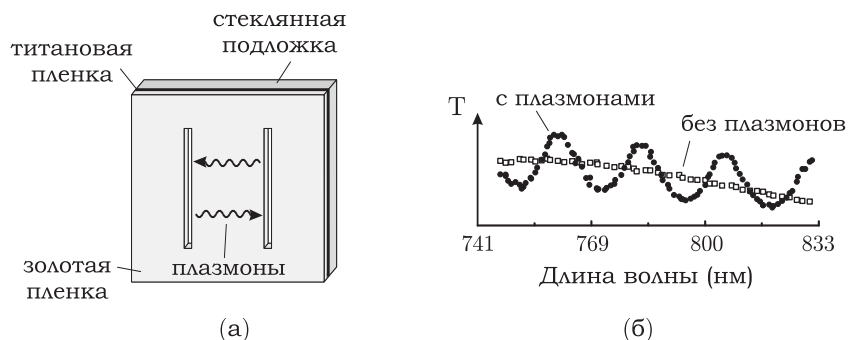 стеклянная
подложка
титановая
пленка
плазмоны
золотая
пленка
(а)
T
с плазмонами
без плазмонов
741
769
800
833
Длина волны (нм)
(б)